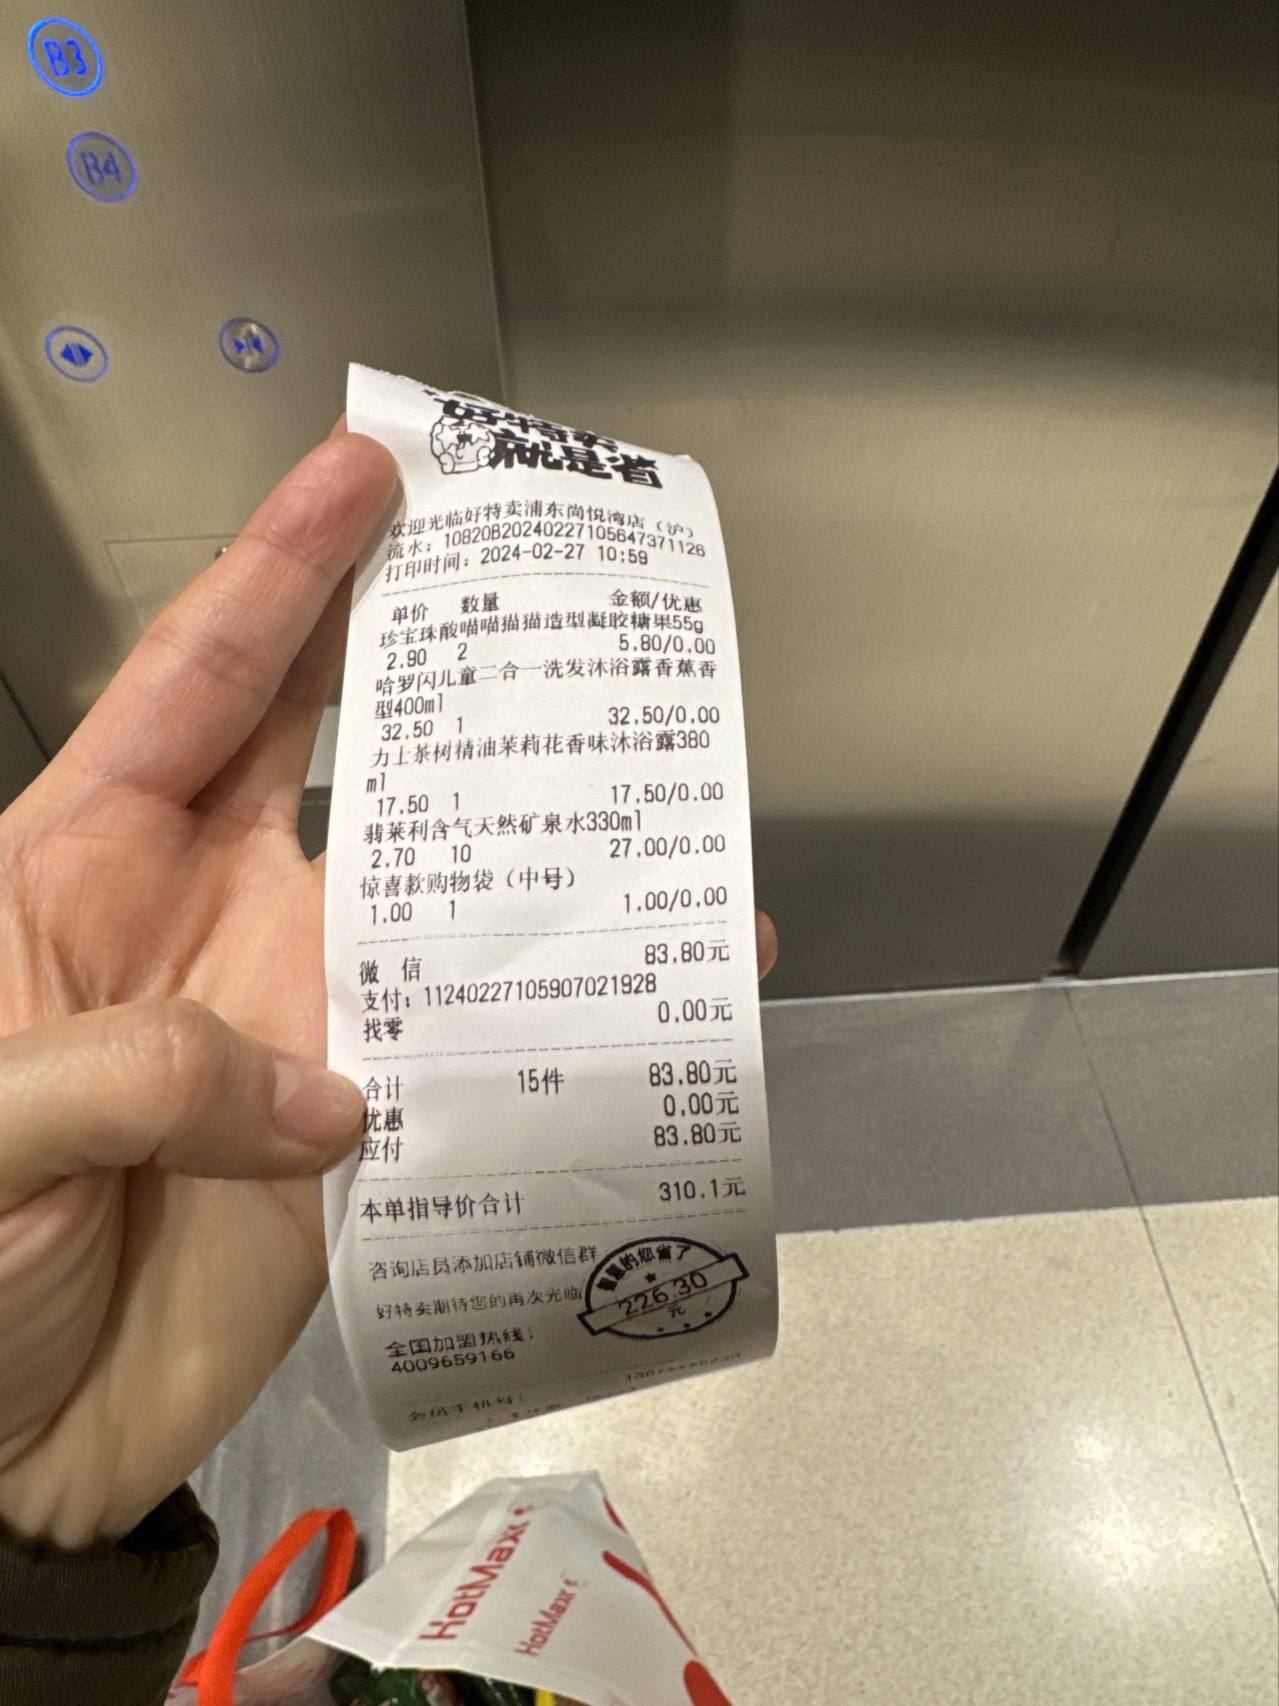 B3
B4
好特卖
就是省
欢迎光临好特卖浦东尚悦湾店（沪）
流水：10820B20240227105647371126
打印时间：2024-02-27 10:59
单价 数量 金额/优惠
珍宝珠酸喵喵猫猫造型凝胶糖果55g
2.90 2 5.80/0.00
哈罗闪儿童二合一洗发沐浴露香蕉香
型400ml
32.50 1 32.50/0.00
力士茶树精油茉莉花香味沐浴露380
ml
17.50 1 17.50/0.00
翡莱利含气天然矿泉水330ml
2.70 10 27.00/0.00
惊喜款购物袋（中号）
1.00 1 1.00/0.00
微 信 83.80元
支付：11240227105907021928
找零 0.00元
合计 15件 83.80元
优惠 0.00元
应付 83.80元
本单指导价合计 310.1元
咨询店员添加店铺微信群
好特卖期待您的再次光临
智慧的您省了
226.30
元
全国加盟热线：
4009659166
会员手机号：
HotMaxx
HotMaxx